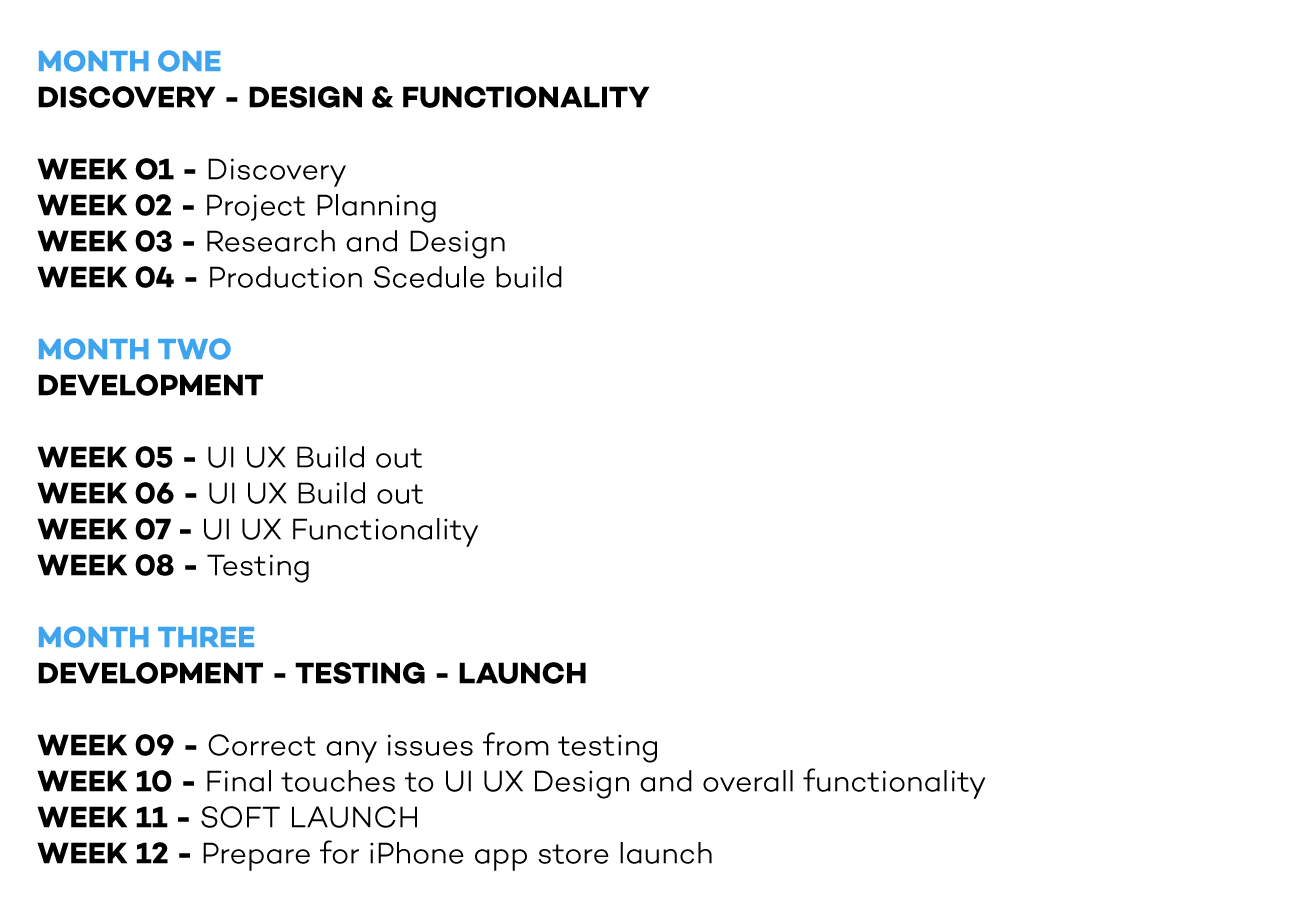 MONTH ONE
DISCOVERY - DESIGN & FUNCTIONALITY
WEEK 01 - Discovery
WEEK 02 - Project Planning
WEEK 03 - Research and Design
WEEK 04 - Production Scedule build
MONTH TWO
DEVELOPMENT
WEEK 05 - UI UX Build out
WEEK 06 - UI UX Build out
WEEK 07 - UI UX Functionality
WEEK 08 - Testing
MONTH THREE
DEVELOPMENT - TESTING - LAUNCH
WEEK 09 - Correct any issues from testing
WEEK 10 - Final touches to UI UX Design and overall functionality
WEEK 11 - SOFT LAUNCH
WEEK 12 - Prepare for iPhone app store launch